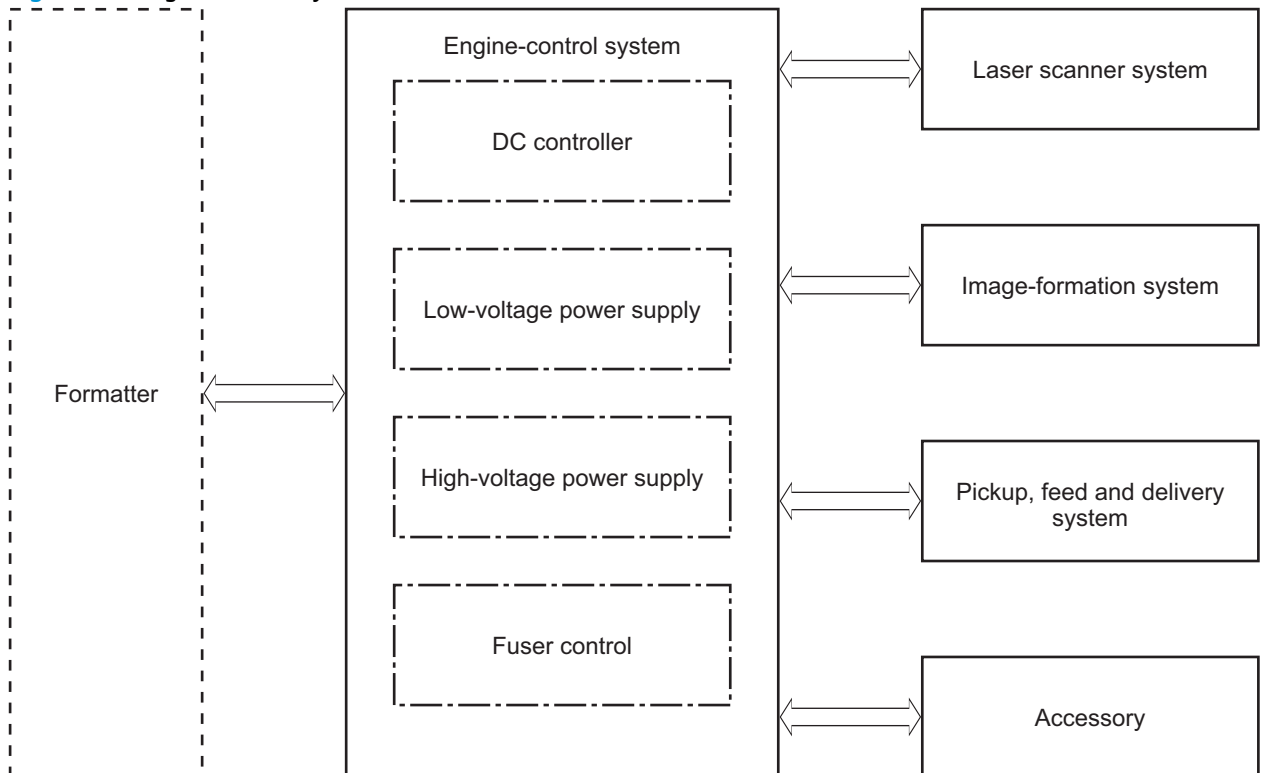 Formatter
Engine-control system
DC controller
Low-voltage power supply
High-voltage power supply
Fuser control
Laser scanner system
Image-formation system
Pickup, feed and delivery
system
Accessory